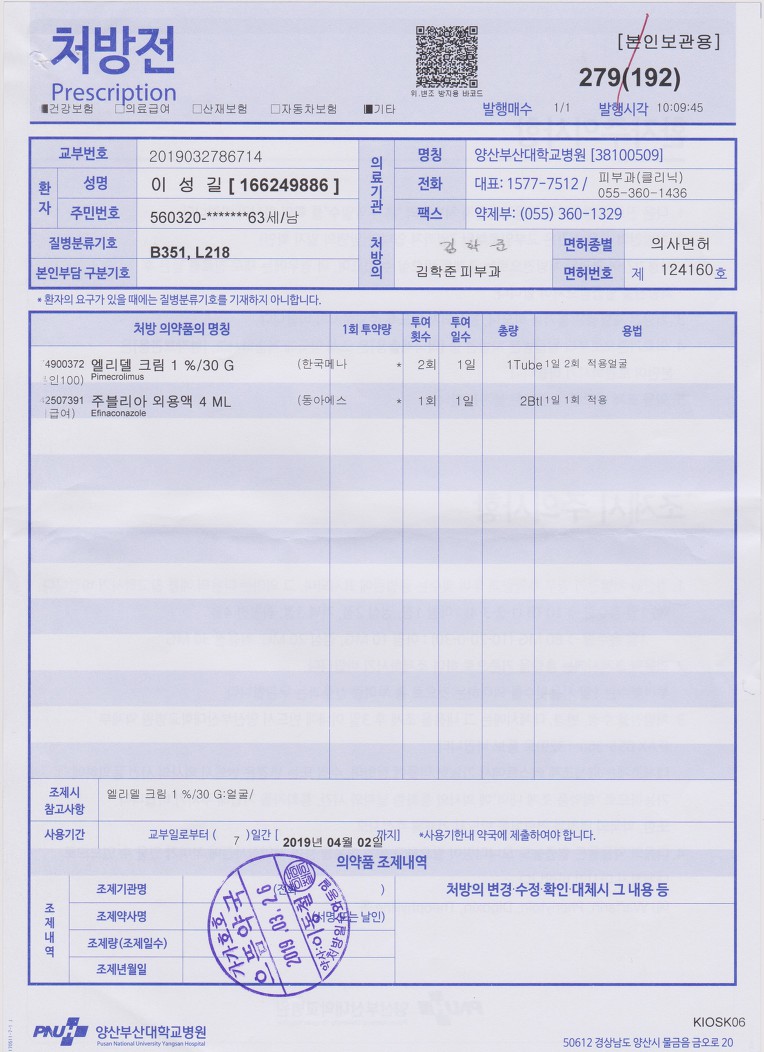 처방전
[본인보관용]
Prescription
279(192)
위.변조 방지용 바코드
■건강보험 □의료급여 □산재보험 □자동차보험 ■기타 발행매수 1/1 발행시각 10:09:45
교부번호 2019032786714
환자 성명 이 성 길 [ 166249886 ]
주민번호 560320-*******63세/남
의료기관 명칭 양산부산대학교병원 [38100509]
전화 대표: 1577-7512 / 피부과(클리닉) 055-360-1436
팩스 약제부: (055) 360-1329
질병분류기호 B351, L218
본인부담 구분기호
처방의 김학준
김학준피부과
면허종별 의사면허
면허번호 제 124160 호
* 환자의 요구가 있을 때에는 질병분류기호를 기재하지 아니합니다.
처방 의약품의 명칭 1회 투약량 투여횟수 투여일수 총량 용법
4900372 엘리델 크림 1 %/30 G (한국메나 * 2회 1일 1Tube 1일 2회 적용얼굴
인100) Pimecrolimus
2507391 주블리아 외용액 4 ML (동아에스 * 1회 1일 2Btl 1일 1회 적용
(급여) Efinaconazole
조제시 참고사항 엘리델 크림 1 %/30 G:얼굴/
사용기간 교부일로부터 ( 7 )일간 [ 2019년 04월 02일까지] *사용기한내 약국에 제출하여야 합니다.
의약품 조제내역
조제내역 조제기관명 ) 처방의 변경·수정·확인·대체시 그 내용 등
조제약사명 (서명 또는 날인)
조제량(조제일수)
조제년월일
2019. 03. 26
PNUH 양산부산대학교병원
Pusan National University Yangsan Hospital
KIOSK06
50612 경상남도 양산시 물금읍 금오로 20